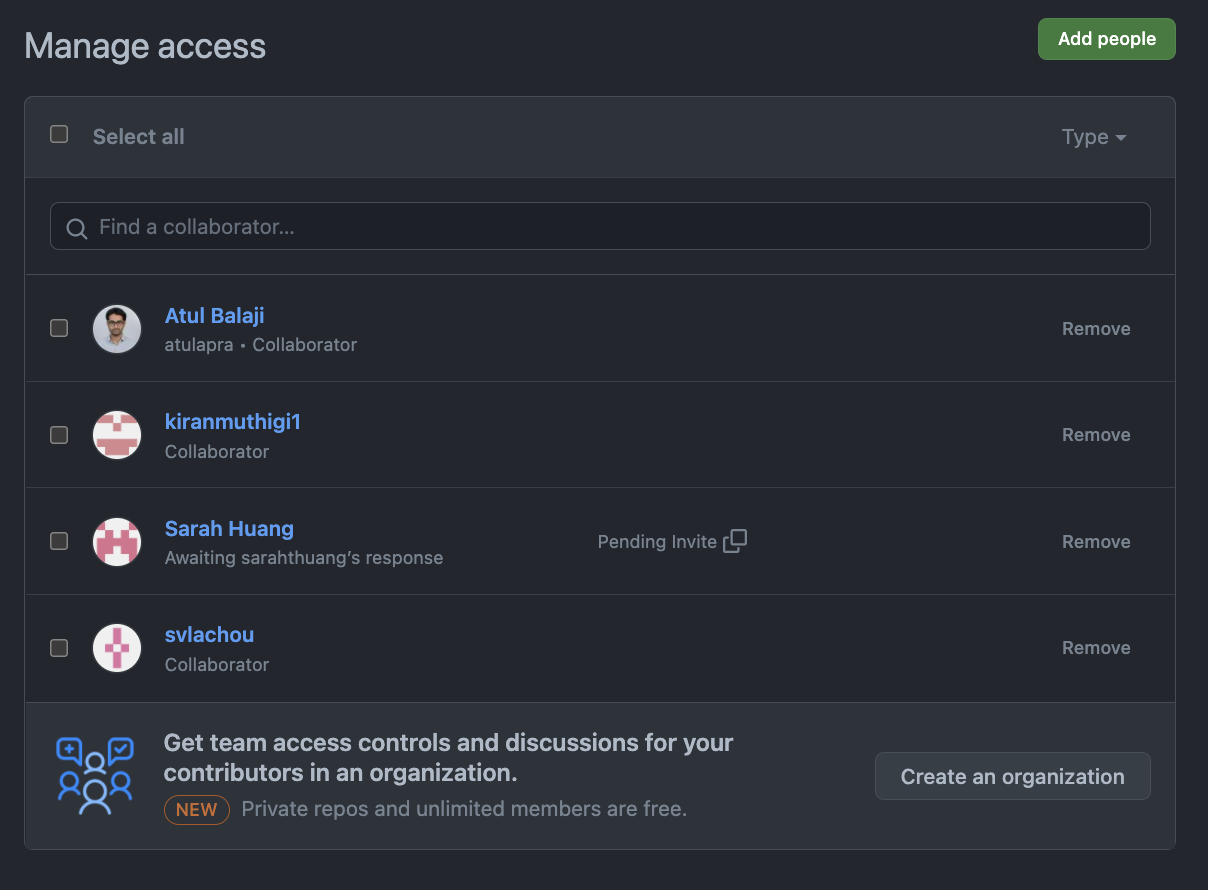 Manage access
Add people
Select all
Type
Find a collaborator...
Atul Balaji
atulapra • Collaborator
Remove
kiranmuthigi1
Collaborator
Remove
Sarah Huang
Awaiting sarahthuang’s response
Pending Invite
Remove
svlachou
Collaborator
Remove
Get team access controls and discussions for your
contributors in an organization.
NEW Private repos and unlimited members are free.
Create an organization